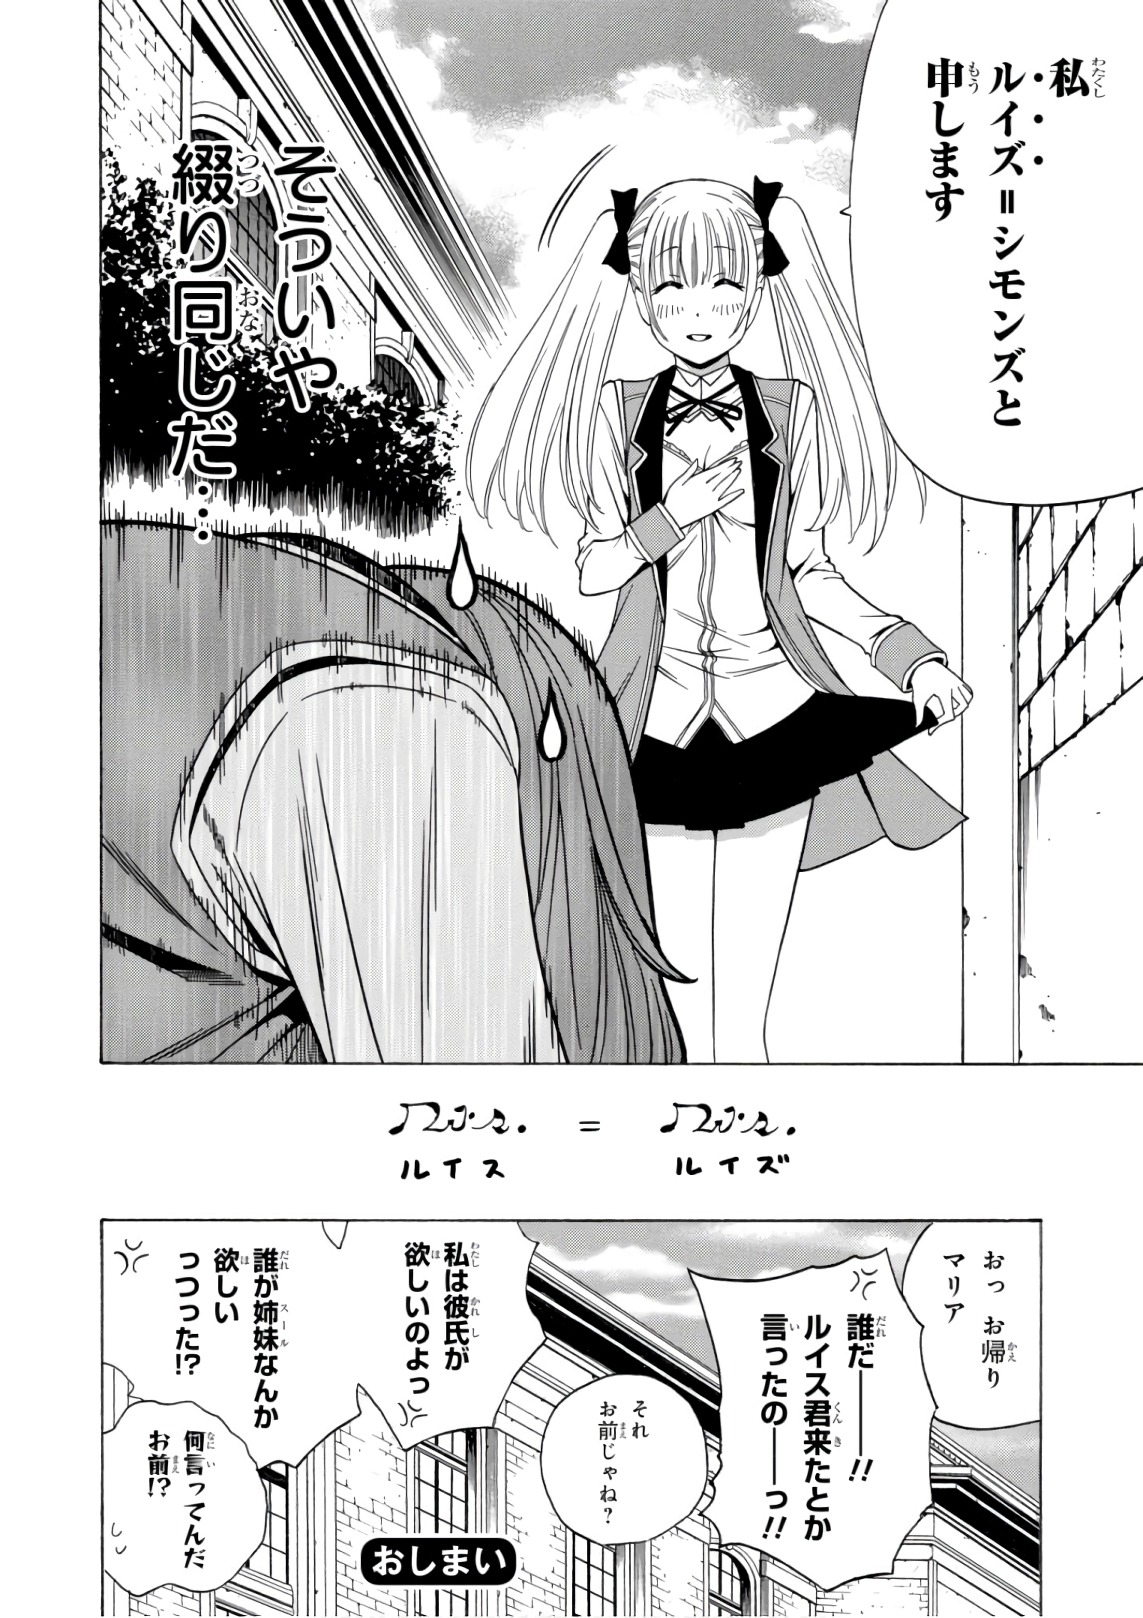 私
ルイズ＝シモンズと
申します
そういや
綴り同じだ…
ルイス
=
ルイズ
おっ お帰り
マリア
誰だ――!!
ルイス君来たとか
言ったの――っ!!
それ
お前じゃね？
私は彼氏が
欲しいのよっ
誰が姉妹なんか
欲しい
っつった!?
何言ってんだ
お前!?
おしまい